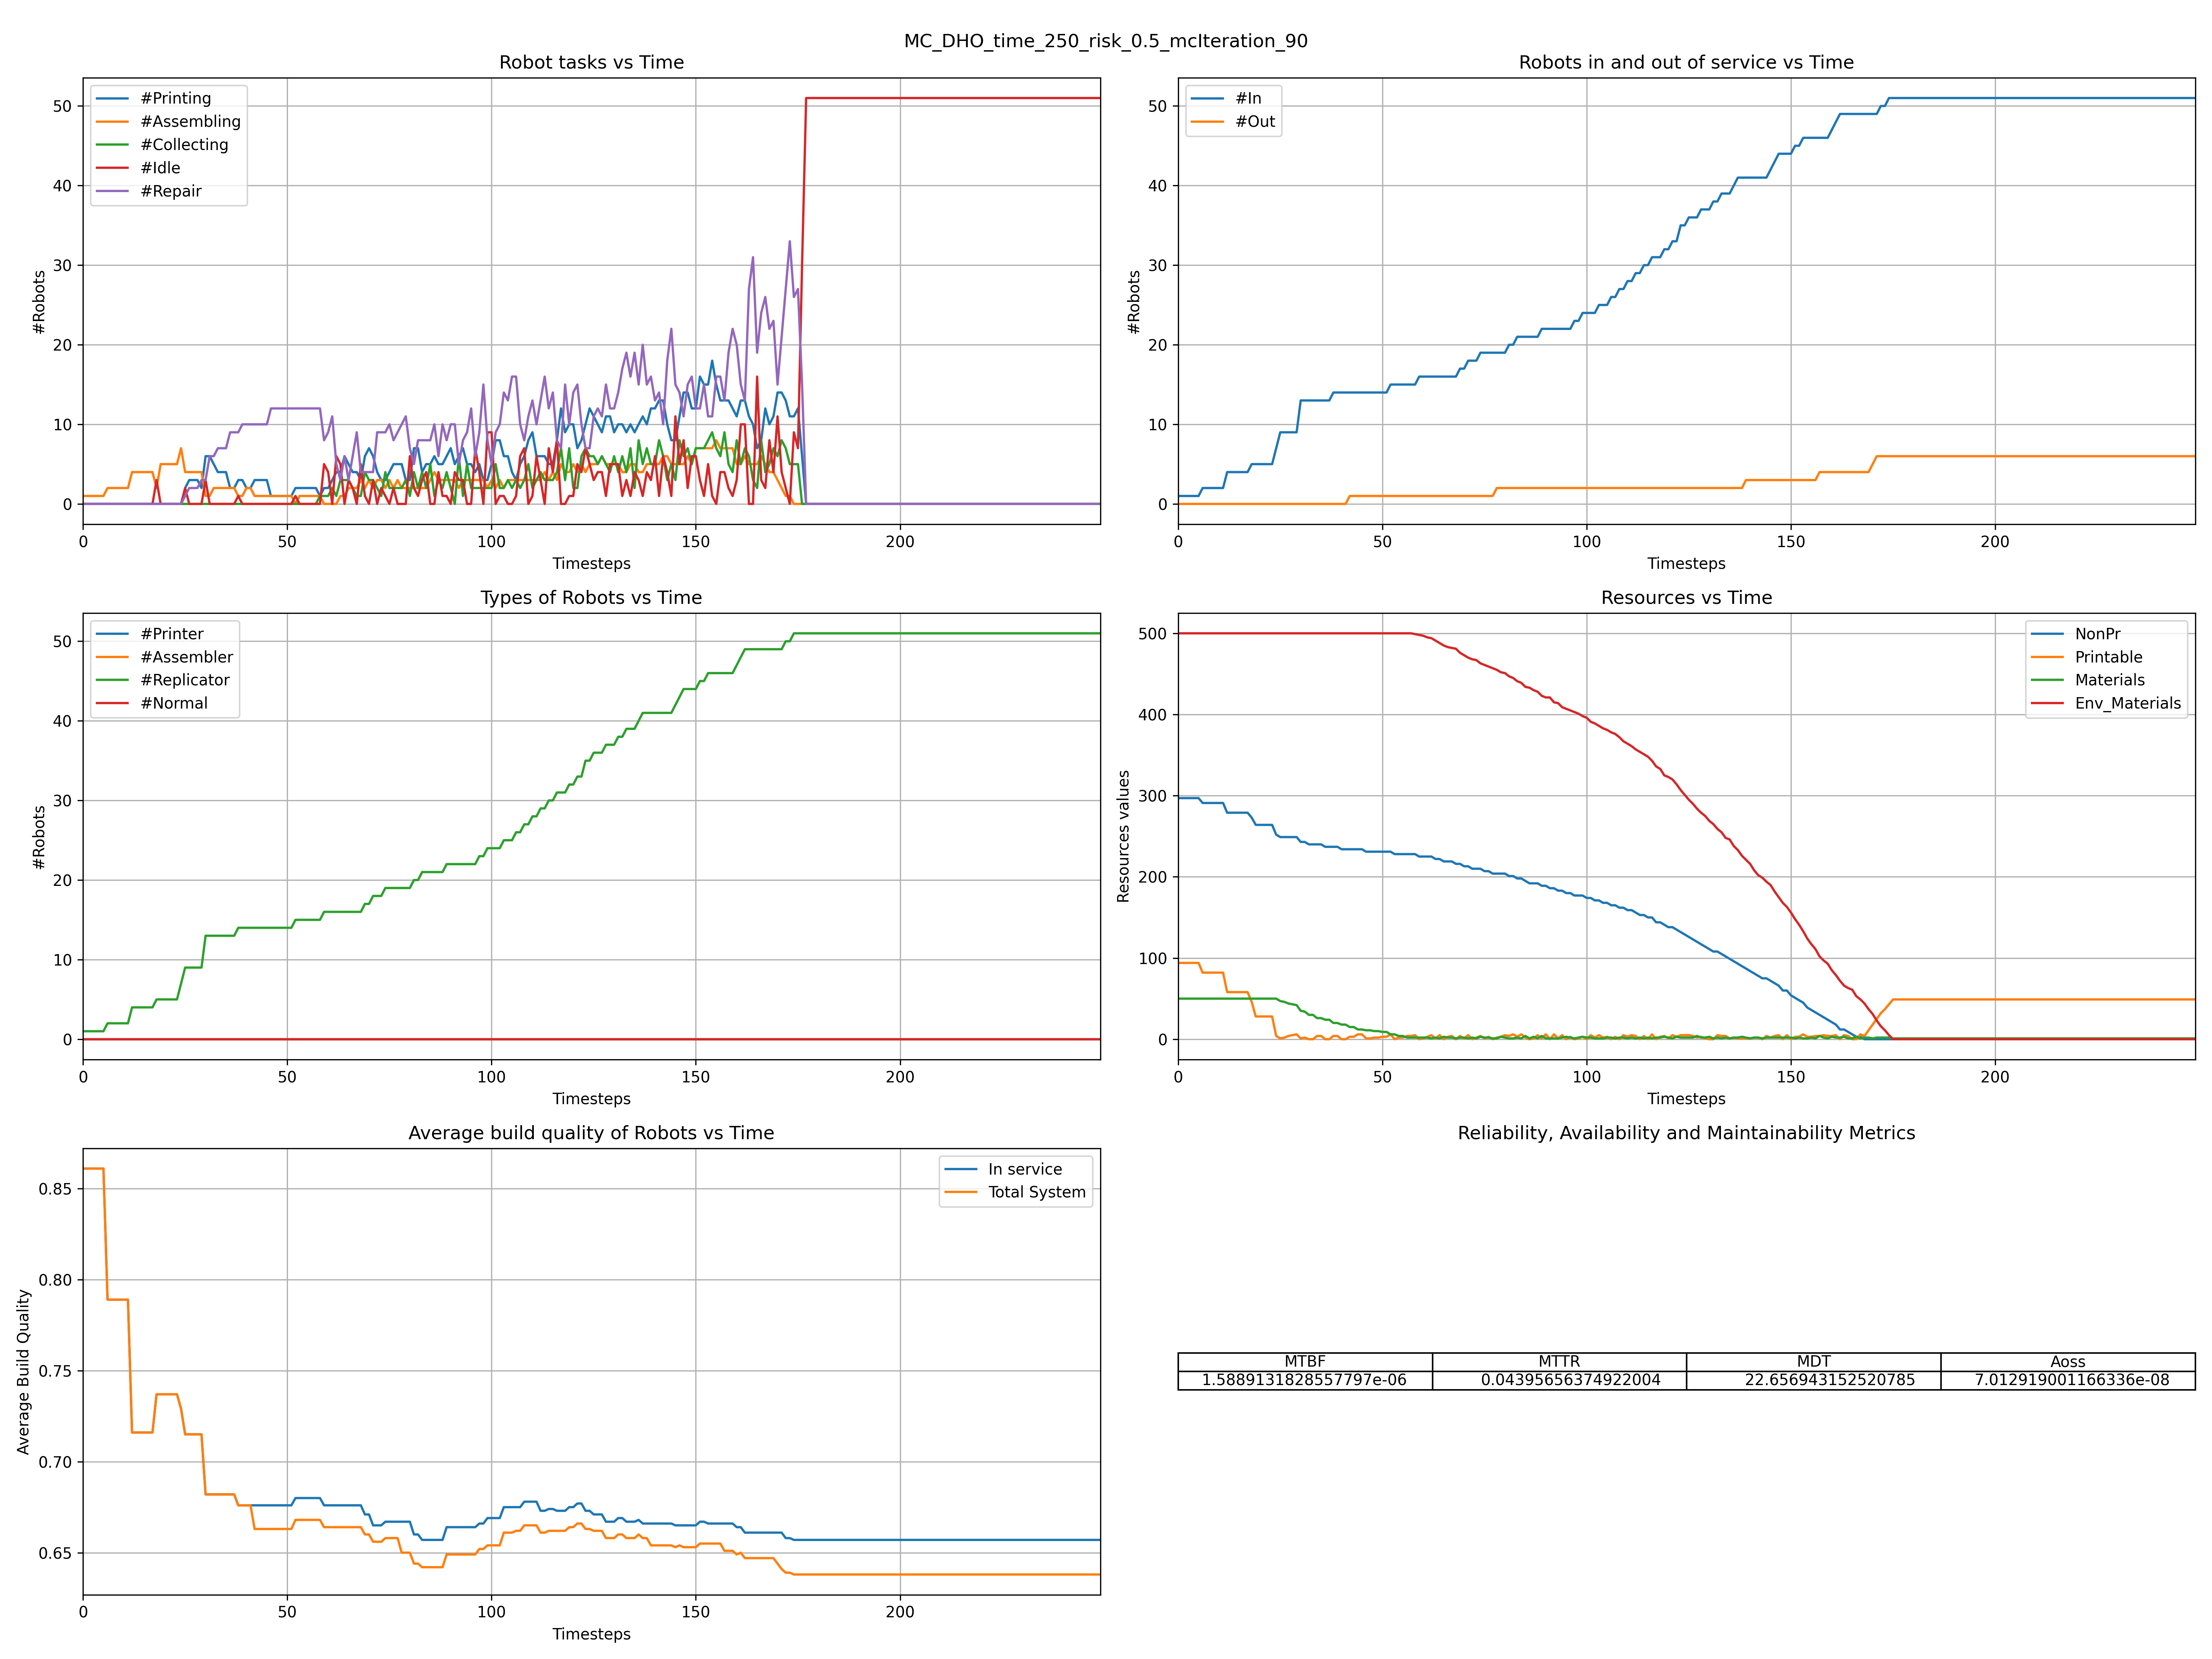 MC_DHO_time_250_risk_0.5_mcIteration_90
Robot tasks vs Time
#Printing
#Assembling
#Collecting
#Idle
#Repair
50
40
30
20
10
0
#Robots
0 50 100 150 200
Timesteps
Robots in and out of service vs Time
#In
#Out
50
40
30
20
10
0
#Robots
0 50 100 150 200
Timesteps
Types of Robots vs Time
#Printer
#Assembler
#Replicator
#Normal
50
40
30
20
10
0
#Robots
0 50 100 150 200
Timesteps
Resources vs Time
NonPr
Printable
Materials
Env_Materials
500
400
300
200
100
0
Resources values
0 50 100 150 200
Timesteps
Average build quality of Robots vs Time
In service
Total System
0.85
0.80
0.75
0.70
0.65
Average Build Quality
0 50 100 150 200
Timesteps
Reliability, Availability and Maintainability Metrics
MTBF MTTR MDT Aoss
1.5889131828557797e-06 0.04395656374922004 22.656943152520785 7.012919001166336e-08